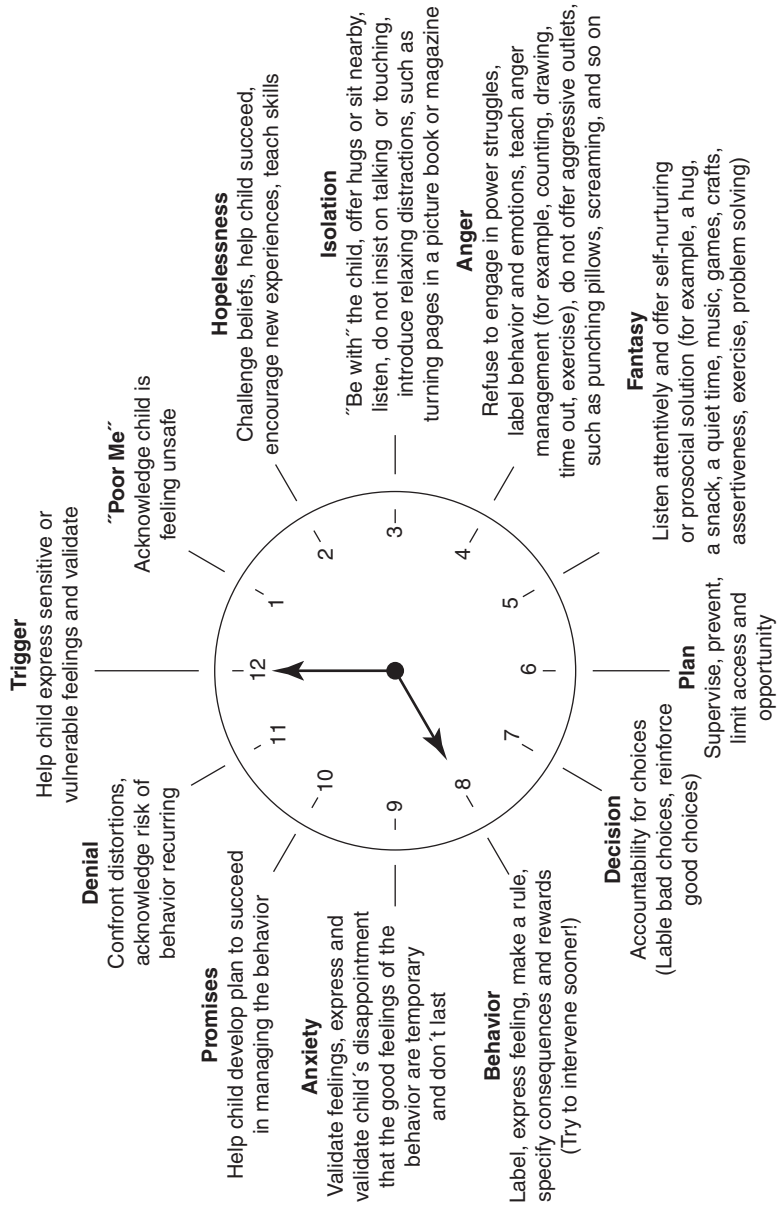 Trigger
Help child express sensitive or
vulnerable feelings and validate
˝Poor Me˝
Acknowledge child is
feeling unsafe
Hopelessness
Challenge beliefs, help child succeed,
encourage new experiences, teach skills
Isolation
˝Be with˝ the child, offer hugs or sit nearby,
listen, do not insist on talking or touching,
introduce relaxing distractions, such as
turning pages in a picture book or magazine
Anger
Refuse to engage in power struggles,
label behavior and emotions, teach anger
management (for example, counting, drawing,
time out, exercise), do not offer aggressive outlets,
such as punching pillows, screaming, and so on
Fantasy
Listen attentively and offer self-nurturing
or prosocial solution (for example, a hug,
a snack, a quiet time, music, games, crafts,
assertiveness, exercise, problem solving)
Plan
Supervise, prevent,
limit access and
opportunity
Decision
Accountability for choices
(Lable bad choices, reinforce
good choices)
Behavior
Label, express feeling, make a rule,
specify consequences and rewards
(Try to intervene sooner!)
Anxiety
Validate feelings, express and
validate child´s disappointment
that the good feelings of the
behavior are temporary
and don´t last
Promises
Help child develop plan to succeed
in managing the behavior
Denial
Confront distortions,
acknowledge risk of
behavior recurring
12
1
2
3
4
5
6
7
8
9
10
11